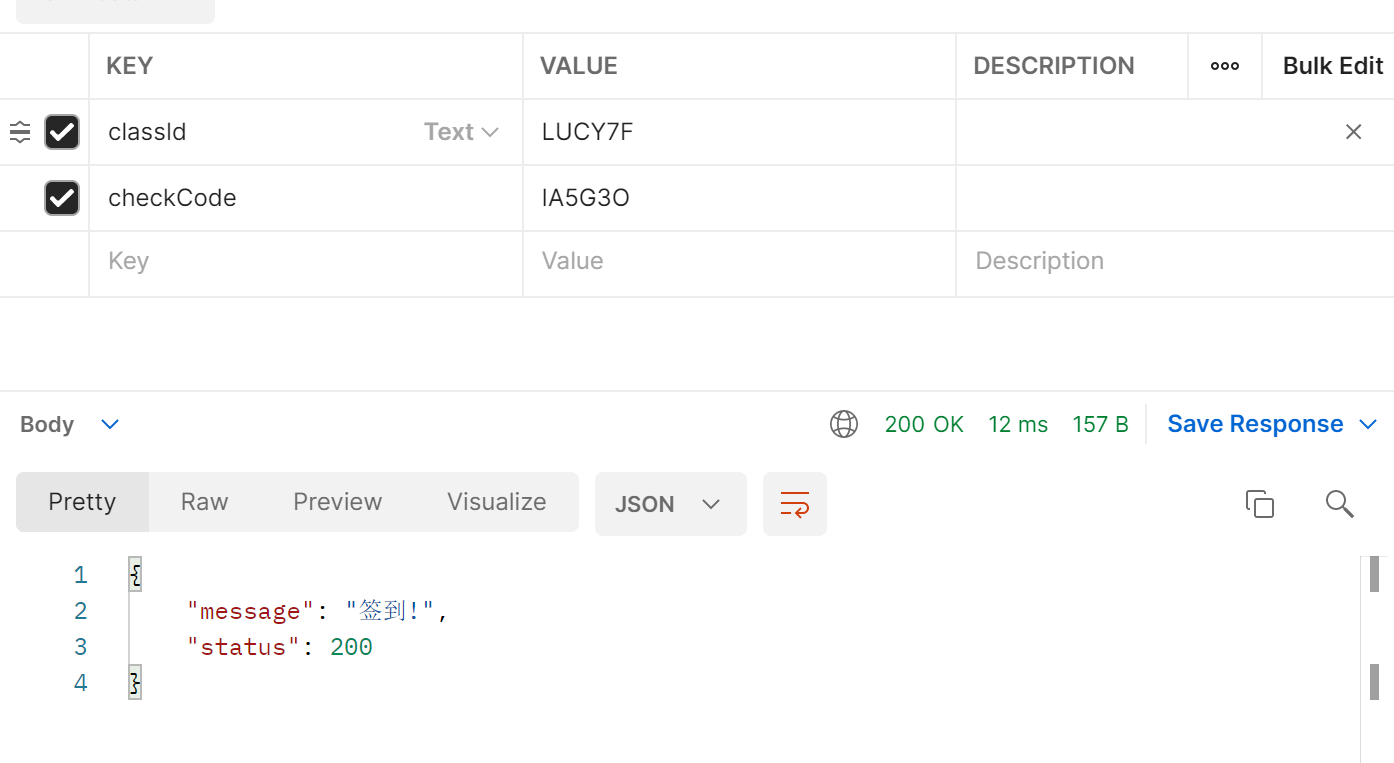 KEY VALUE DESCRIPTION ooo Bulk Edit
classId Text LUCY7F
checkCode IA5G3O
Key Value Description
Body 200 OK 12 ms 157 B Save Response
Pretty Raw Preview Visualize JSON
1 {
2 "message": "签到!",
3 "status": 200
4 }